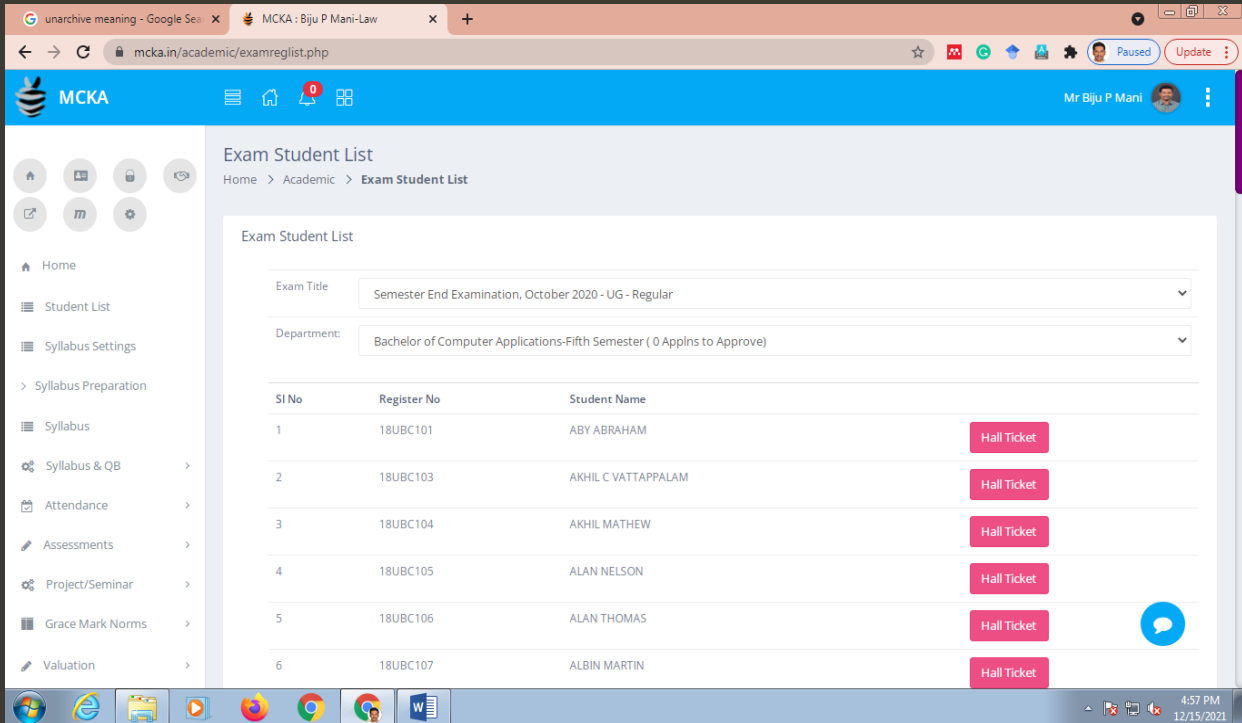 unarchive meaning - Google Sea
MCKA : Biju P Mani-Law
mcka.in/academic/examreglist.php
Paused
Update
MCKA
0
Mr Biju P Mani
Exam Student List
Home > Academic > Exam Student List
m
Exam Student List
Home
Exam Title
Semester End Examination, October 2020 - UG - Regular
Student List
Department:
Bachelor of Computer Applications-Fifth Semester ( 0 Applns to Approve)
Syllabus Settings
Syllabus Preparation
Sl No Register No Student Name
Syllabus
1 18UBC101 ABY ABRAHAM Hall Ticket
Syllabus & QB
2 18UBC103 AKHIL C VATTAPPALAM Hall Ticket
Attendance
3 18UBC104 AKHIL MATHEW Hall Ticket
Assessments
4 18UBC105 ALAN NELSON Hall Ticket
Project/Seminar
5 18UBC106 ALAN THOMAS Hall Ticket
Grace Mark Norms
6 18UBC107 ALBIN MARTIN Hall Ticket
Valuation
W
4:57 PM
12/15/2021